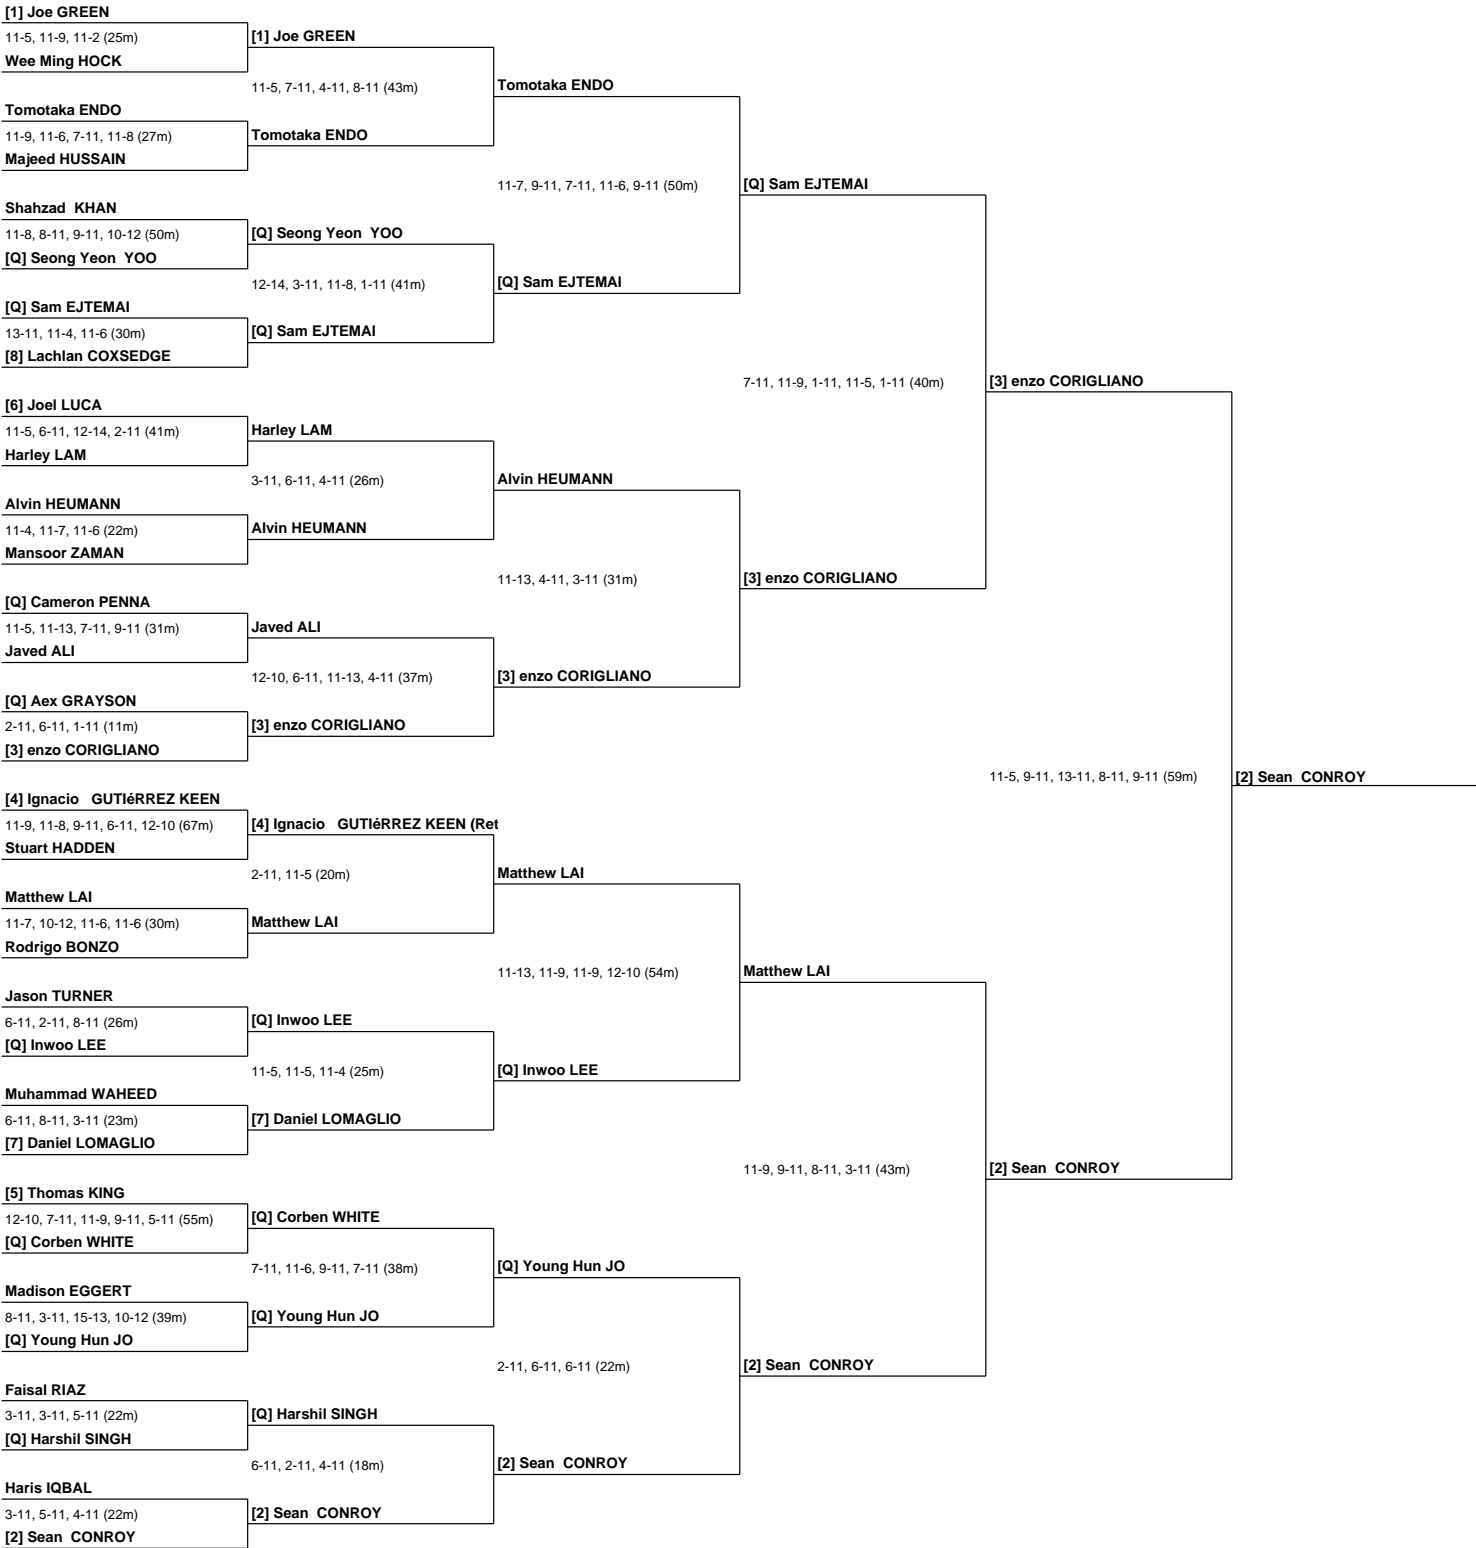 [1] Joe GREEN
11-5, 11-9, 11-2 (25m)
[1] Joe GREEN
Wee Ming HOCK
11-5, 7-11, 4-11, 8-11 (43m)
Tomotaka ENDO
Tomotaka ENDO
11-9, 11-6, 7-11, 11-8 (27m)
Tomotaka ENDO
Majeed HUSSAIN
11-7, 9-11, 7-11, 11-6, 9-11 (50m)
[Q] Sam EJTEMAI
Shahzad  KHAN
11-8, 8-11, 9-11, 10-12 (50m)
[Q] Seong Yeon  YOO
[Q] Seong Yeon  YOO
12-14, 3-11, 11-8, 1-11 (41m)
[Q] Sam EJTEMAI
[Q] Sam EJTEMAI
13-11, 11-4, 11-6 (30m)
[Q] Sam EJTEMAI
[8] Lachlan COXSEDGE
7-11, 11-9, 1-11, 11-5, 1-11 (40m)
[3] enzo CORIGLIANO
[6] Joel LUCA
11-5, 6-11, 12-14, 2-11 (41m)
Harley LAM
Harley LAM
3-11, 6-11, 4-11 (26m)
Alvin HEUMANN
Alvin HEUMANN
11-4, 11-7, 11-6 (22m)
Alvin HEUMANN
Mansoor ZAMAN
11-13, 4-11, 3-11 (31m)
[3] enzo CORIGLIANO
[Q] Cameron PENNA
11-5, 11-13, 7-11, 9-11 (31m)
Javed ALI
Javed ALI
12-10, 6-11, 11-13, 4-11 (37m)
[3] enzo CORIGLIANO
[Q] Aex GRAYSON
2-11, 6-11, 1-11 (11m)
[3] enzo CORIGLIANO
[3] enzo CORIGLIANO
11-5, 9-11, 13-11, 8-11, 9-11 (59m)
[2] Sean  CONROY
[4] Ignacio   GUTIéRREZ KEEN
11-9, 11-8, 9-11, 6-11, 12-10 (67m)
[4] Ignacio   GUTIéRREZ KEEN (Ret
Stuart HADDEN
2-11, 11-5 (20m)
Matthew LAI
Matthew LAI
11-7, 10-12, 11-6, 11-6 (30m)
Matthew LAI
Rodrigo BONZO
11-13, 11-9, 11-9, 12-10 (54m)
Matthew LAI
Jason TURNER
6-11, 2-11, 8-11 (26m)
[Q] Inwoo LEE
[Q] Inwoo LEE
11-5, 11-5, 11-4 (25m)
[Q] Inwoo LEE
Muhammad WAHEED
6-11, 8-11, 3-11 (23m)
[7] Daniel LOMAGLIO
[7] Daniel LOMAGLIO
11-9, 9-11, 8-11, 3-11 (43m)
[2] Sean  CONROY
[5] Thomas KING
12-10, 7-11, 11-9, 9-11, 5-11 (55m)
[Q] Corben WHITE
[Q] Corben WHITE
7-11, 11-6, 9-11, 7-11 (38m)
[Q] Young Hun JO
Madison EGGERT
8-11, 3-11, 15-13, 10-12 (39m)
[Q] Young Hun JO
[Q] Young Hun JO
2-11, 6-11, 6-11 (22m)
[2] Sean  CONROY
Faisal RIAZ
3-11, 3-11, 5-11 (22m)
[Q] Harshil SINGH
[Q] Harshil SINGH
6-11, 2-11, 4-11 (18m)
[2] Sean  CONROY
Haris IQBAL
3-11, 5-11, 4-11 (22m)
[2] Sean  CONROY
[2] Sean  CONROY